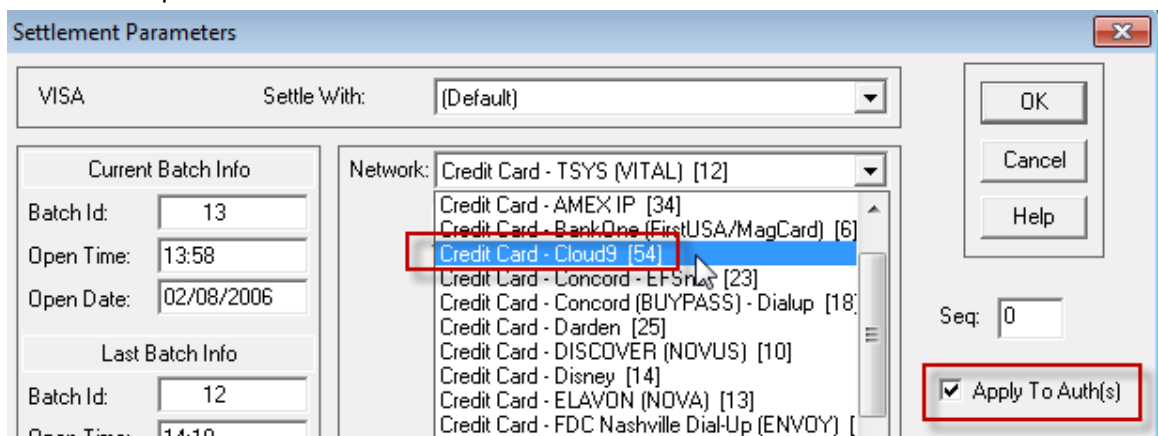 Settlement Parameters
VISA Settle With: (Default)
OK
Cancel
Help
Current Batch Info
Batch Id: 13
Open Time: 13:58
Open Date: 02/08/2006
Last Batch Info
Batch Id: 12
Network: Credit Card - TSYS (VITAL) [12]
Credit Card - AMEX IP [34]
Credit Card - BankOne (FirstUSA/MagCard) [6]
Credit Card - Cloud9 [54]
Credit Card - Concord - EFSn [23]
Credit Card - Concord (BUYPASS) - Dialup [18]
Credit Card - Darden [25]
Credit Card - DISCOVER (NOVUS) [10]
Credit Card - Disney [14]
Credit Card - ELAVON (NOVA) [13]
Credit Card - FDC Nashville Dial-Up (ENVOY) [
Seq: 0
Apply To Auth(s)